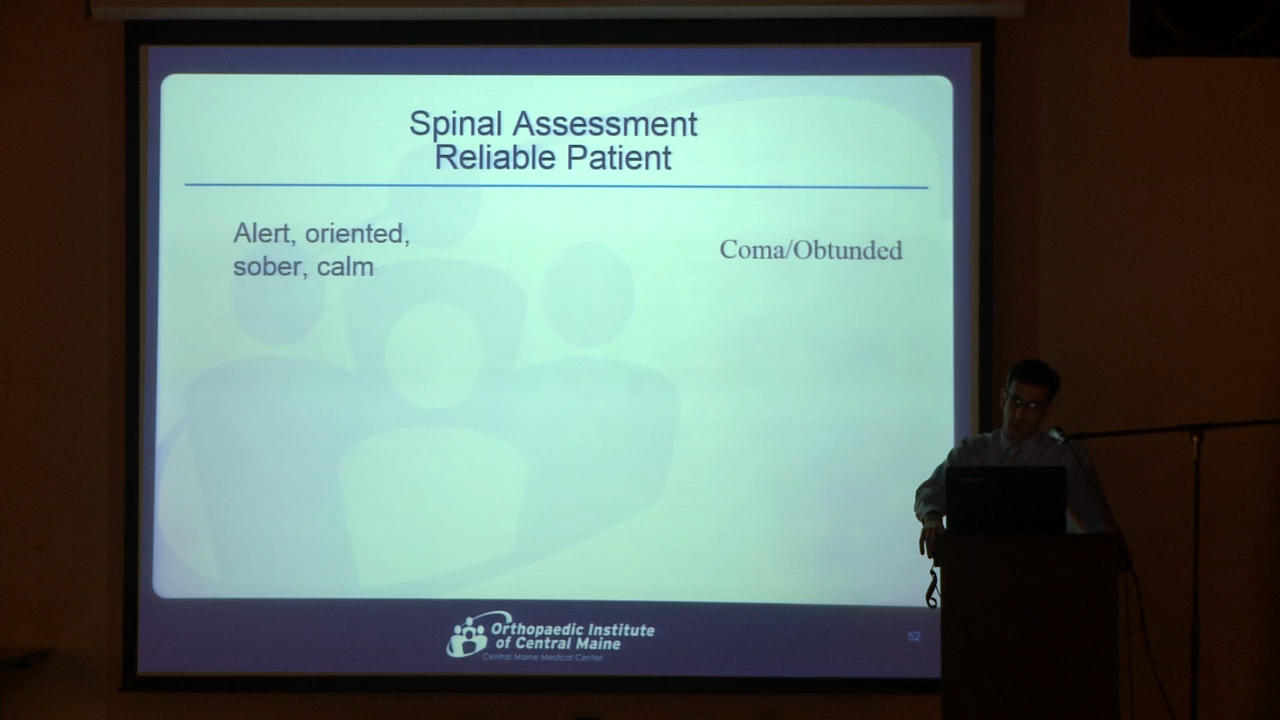 Spinal Assessment
Reliable Patient
Alert, oriented,
sober, calm
Coma/Obtunded
Orthopaedic Institute
of Central Maine
Central Maine Medical Center
52